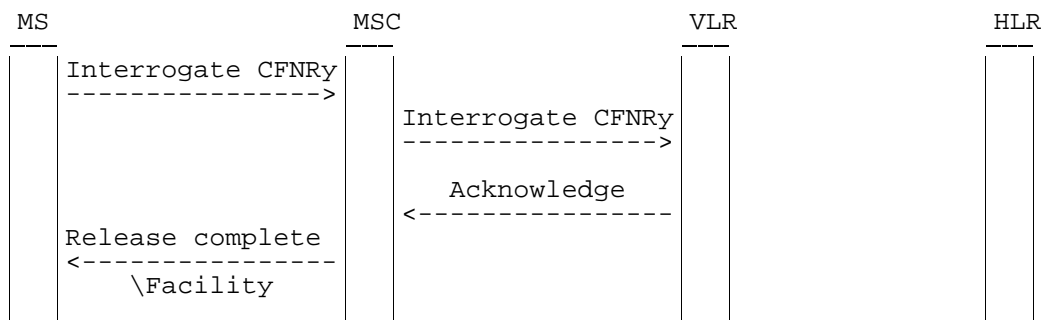 MS MSC VLR HLR
Interrogate CFNRy
---------------->
Interrogate CFNRy
---------------->
Acknowledge
<----------------
Release complete
<----------------
\Facility